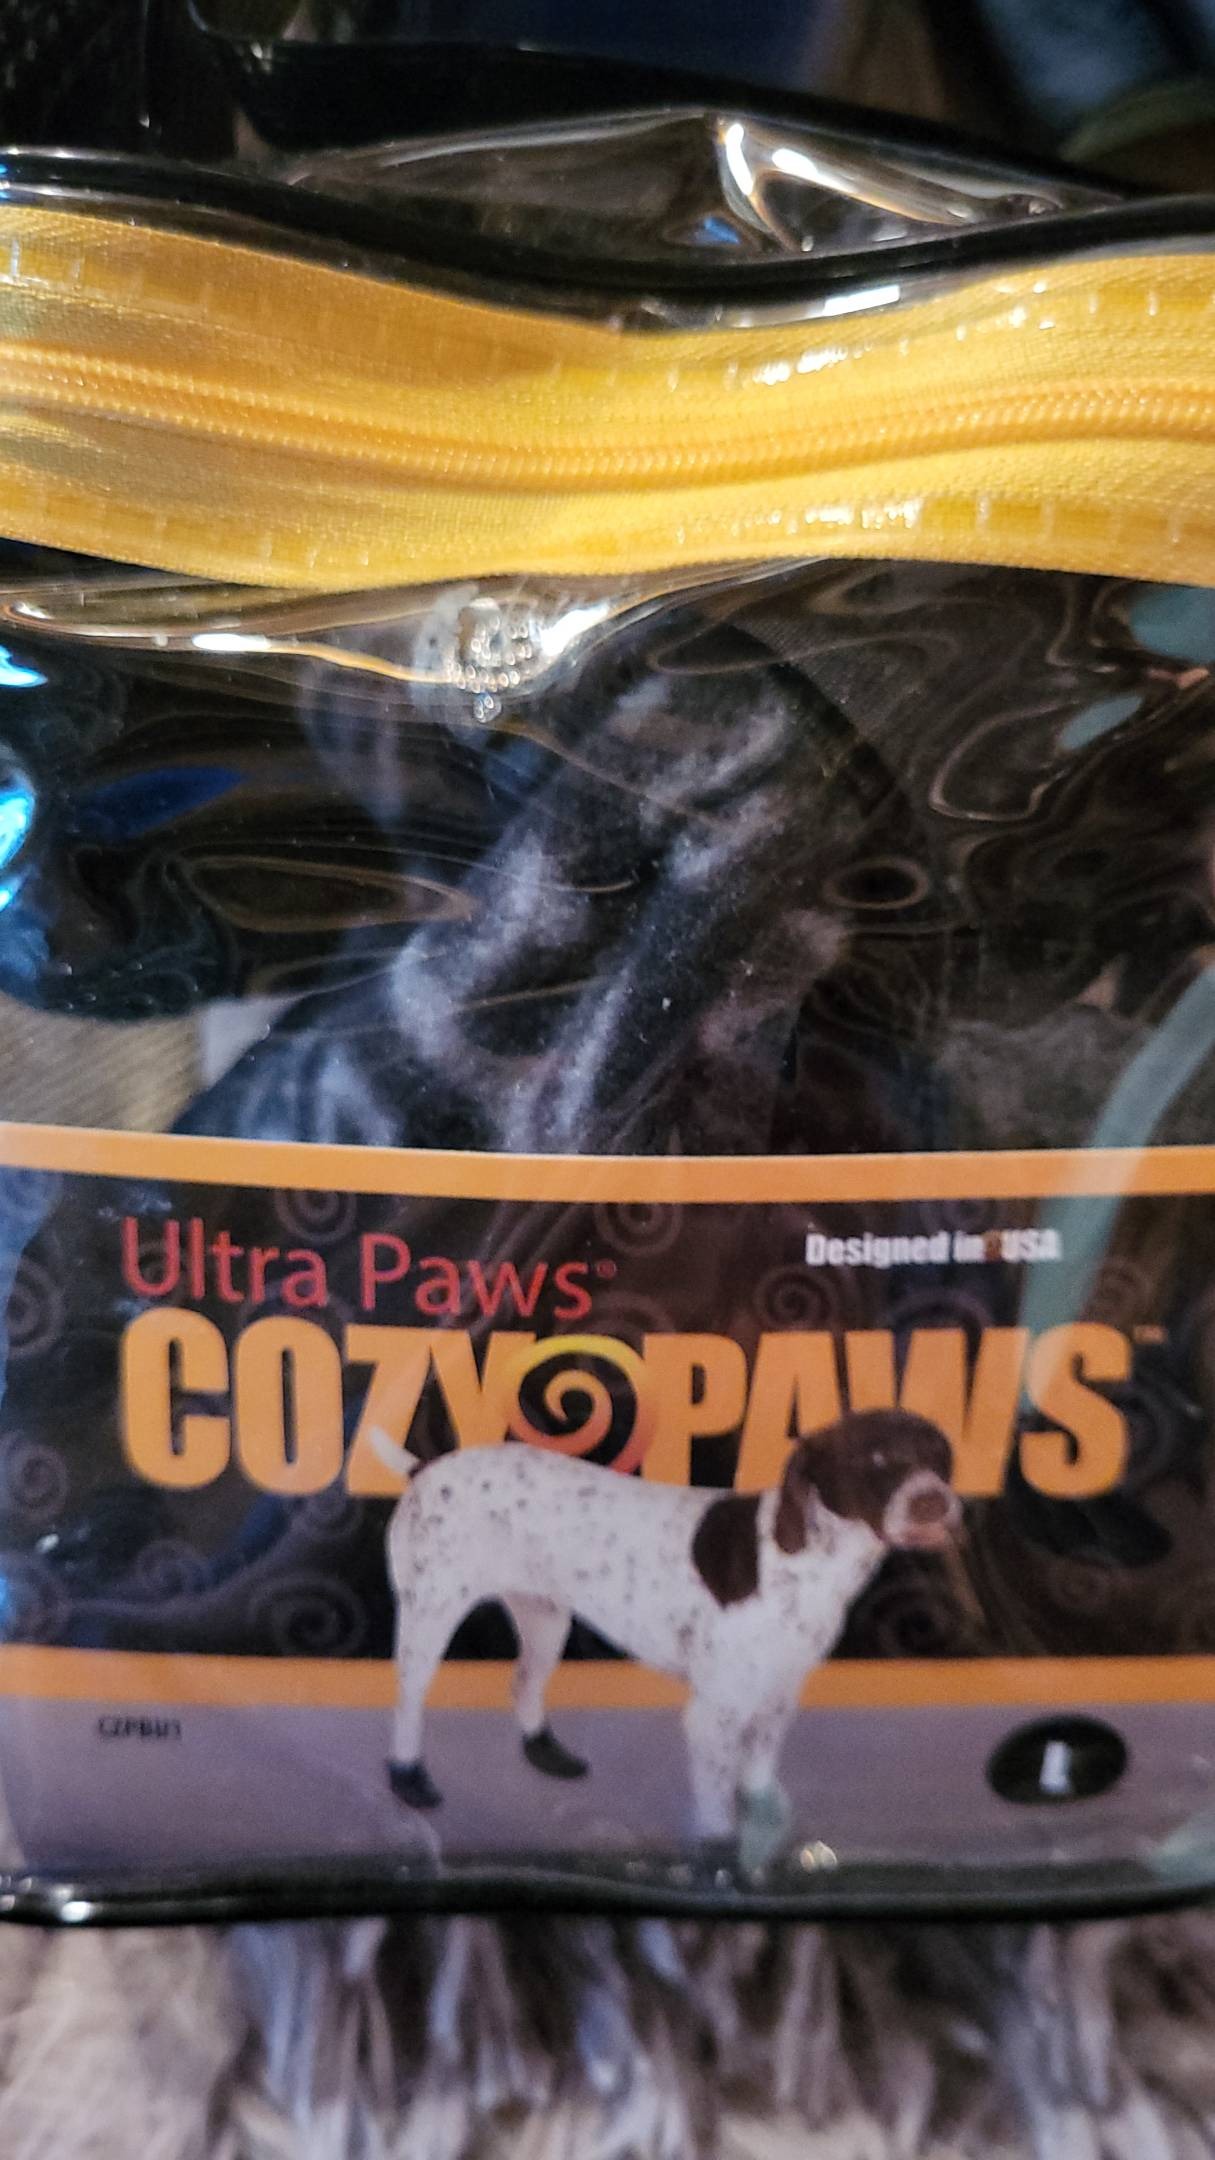 Ultra Paws®
Designed in USA
COZY PAWS™
L